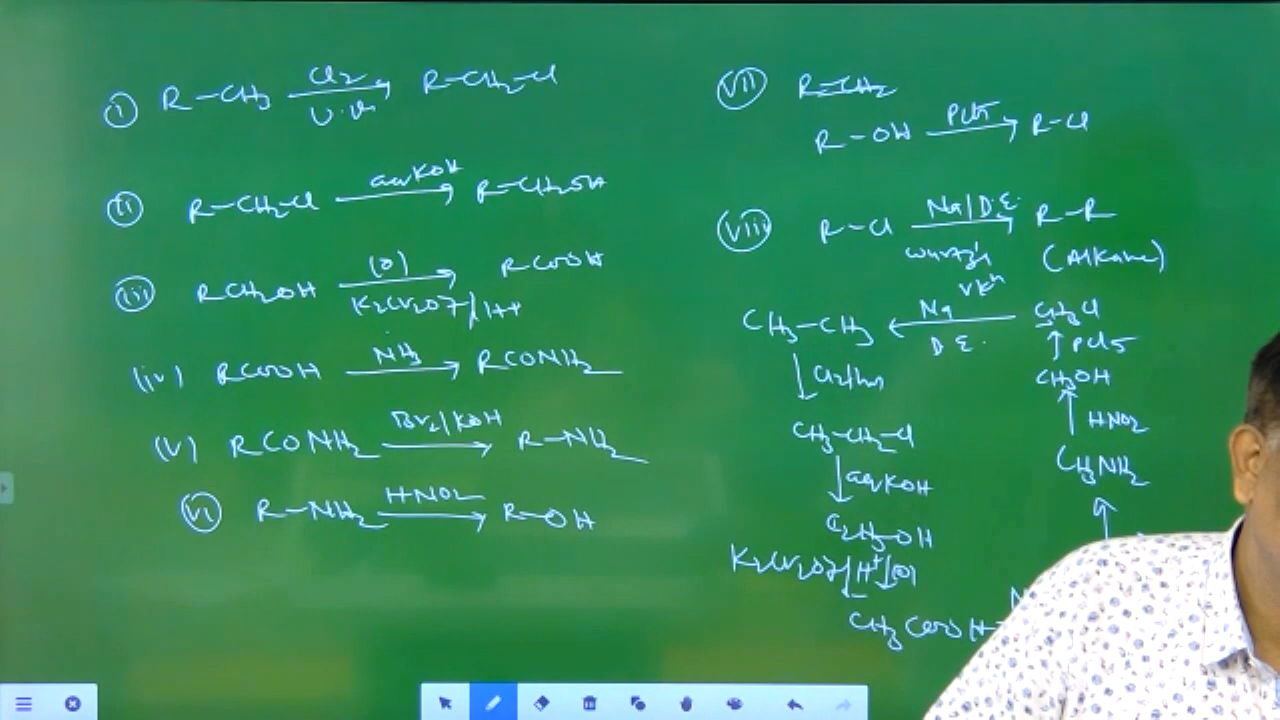 (i) R-CH3 Cl2 → U.V. R-CH2-Cl
(ii) R-CH2-Cl aq KOH → R-CH2OH
(iii) RCH2OH (O) → K2Cr2O7/H+ RCOOH
(iv) RCOOH NH3 → RCONH2
(v) RCONH2 Br2/KOH → R-NH2
(vi) R-NH2 HNO2 → R-OH
(vii) R-CH2
R-OH PCl5 → R-Cl
(viii) R-Cl Na/D.E. → R-R
(Alkane)
CH3-CH3 ← Na D.E. CH3Cl
↓ Cl2/hν ↑ PCl5
CH3OH
CH3-CH2-Cl ↑ HNO2
↓ aq KOH CH3NH2
C2H5OH ↑
K2Cr2O7/H+ ↓ (O)
CH3COOH